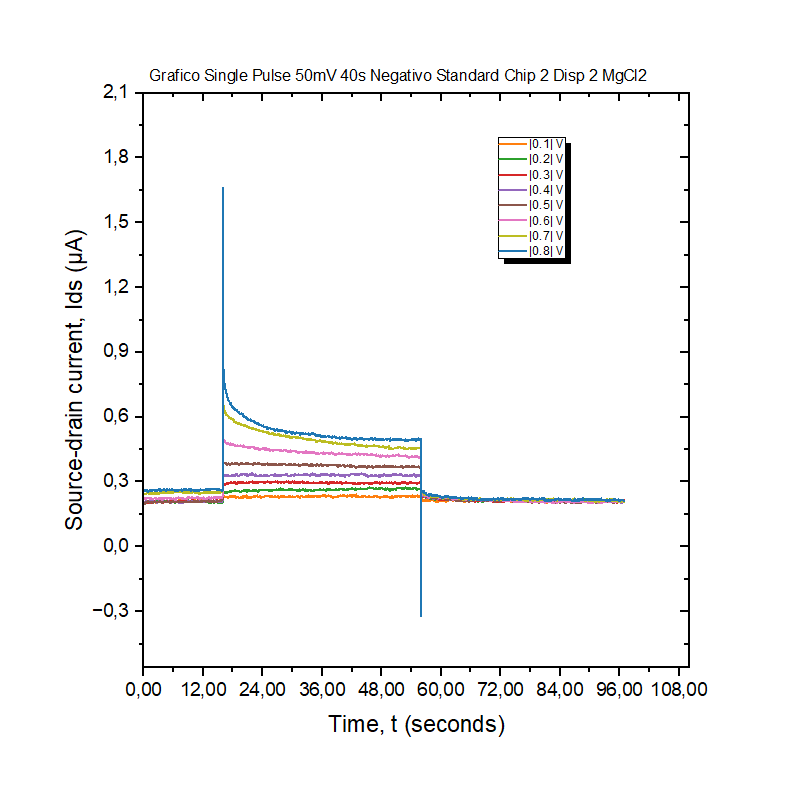 Grafico Single Pulse 50mV 40s Negativo Standard Chip 2 Disp 2 MgCl2
2,1
1,8
1,5
1,2
0,9
0,6
0,3
0,0
−0,3
Source-drain current, Ids (µA)
|0.1| V
|0.2| V
|0.3| V
|0.4| V
|0.5| V
|0.6| V
|0.7| V
|0.8| V
0,00 12,00 24,00 36,00 48,00 60,00 72,00 84,00 96,00 108,00
Time, t (seconds)